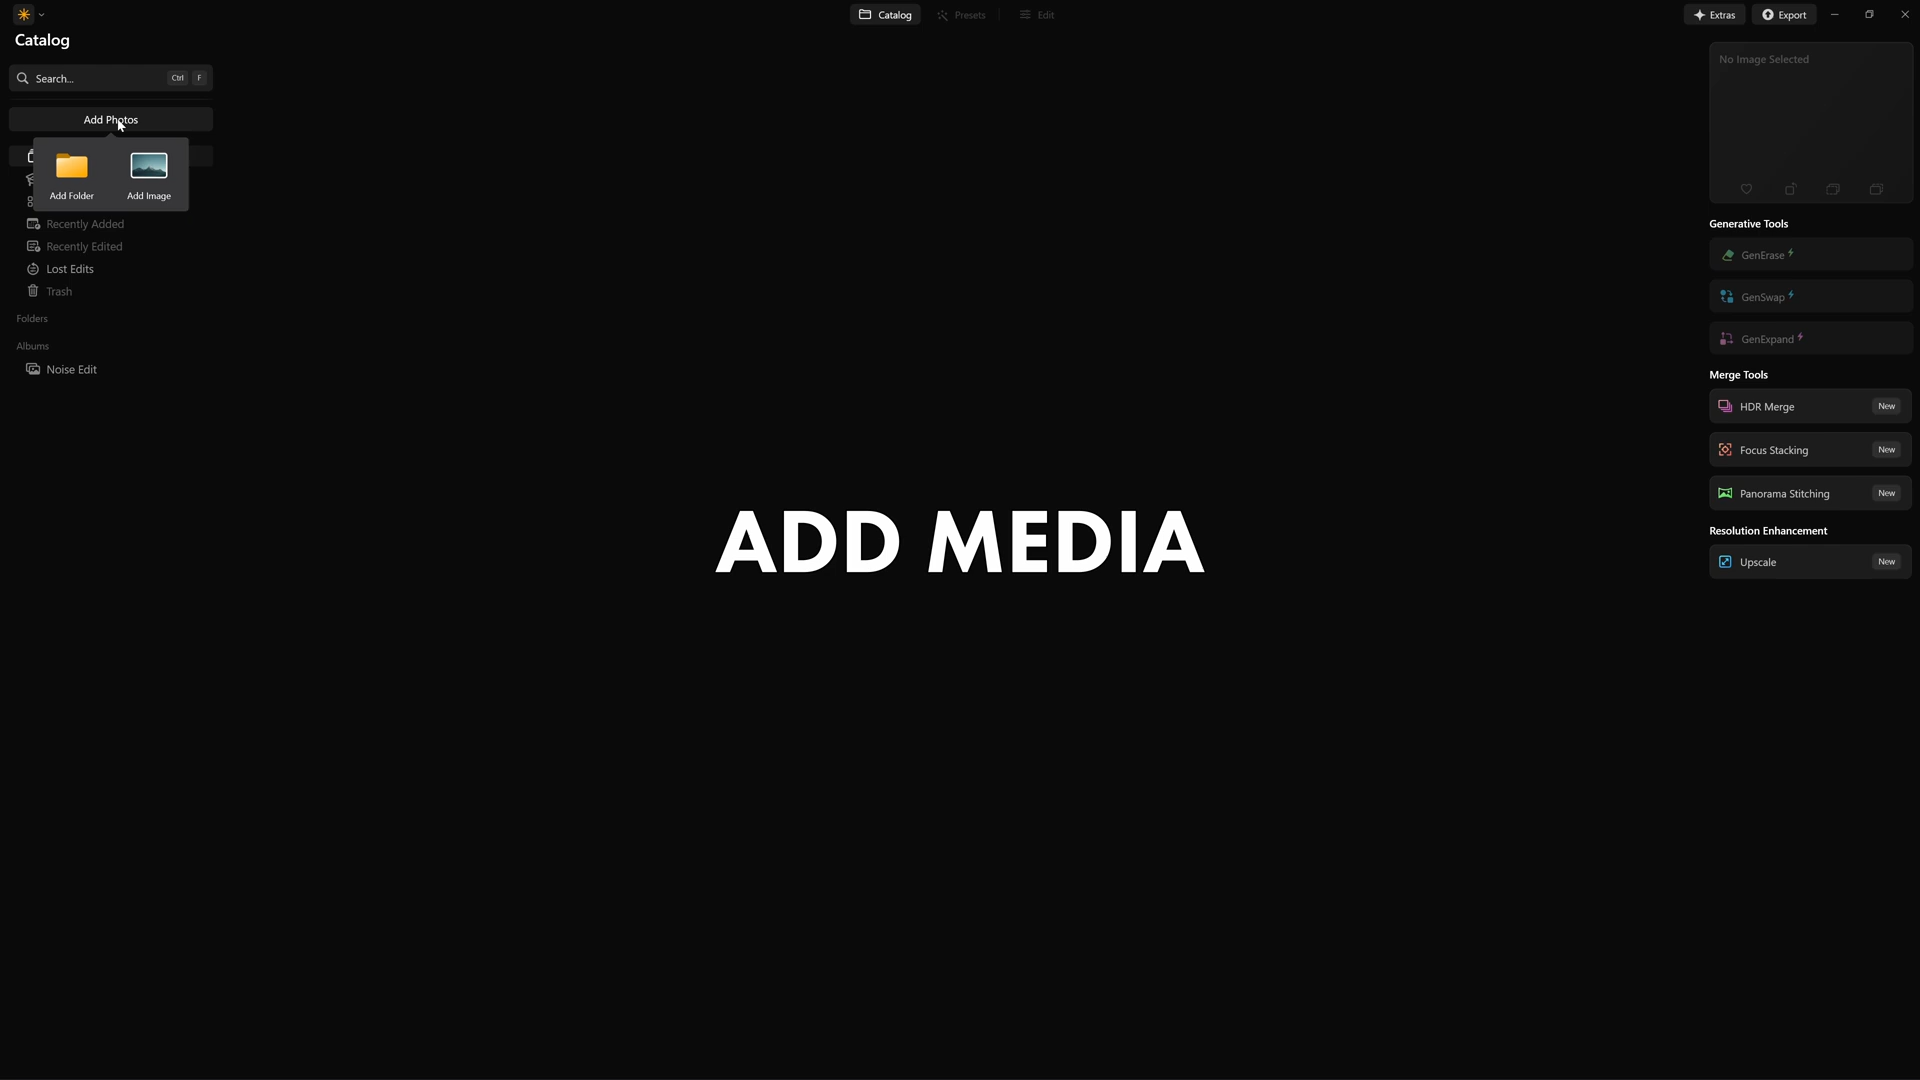 Catalog
Presets
Edit
Extras
Export
Catalog
Search...
Ctrl
F
Add Photos
Add Folder
Add Image
Recently Added
Recently Edited
Lost Edits
Trash
Folders
Albums
Noise Edit
ADD MEDIA
No Image Selected
Generative Tools
GenErase
GenSwap
GenExpand
Merge Tools
HDR Merge New
Focus Stacking New
Panorama Stitching New
Resolution Enhancement
Upscale New